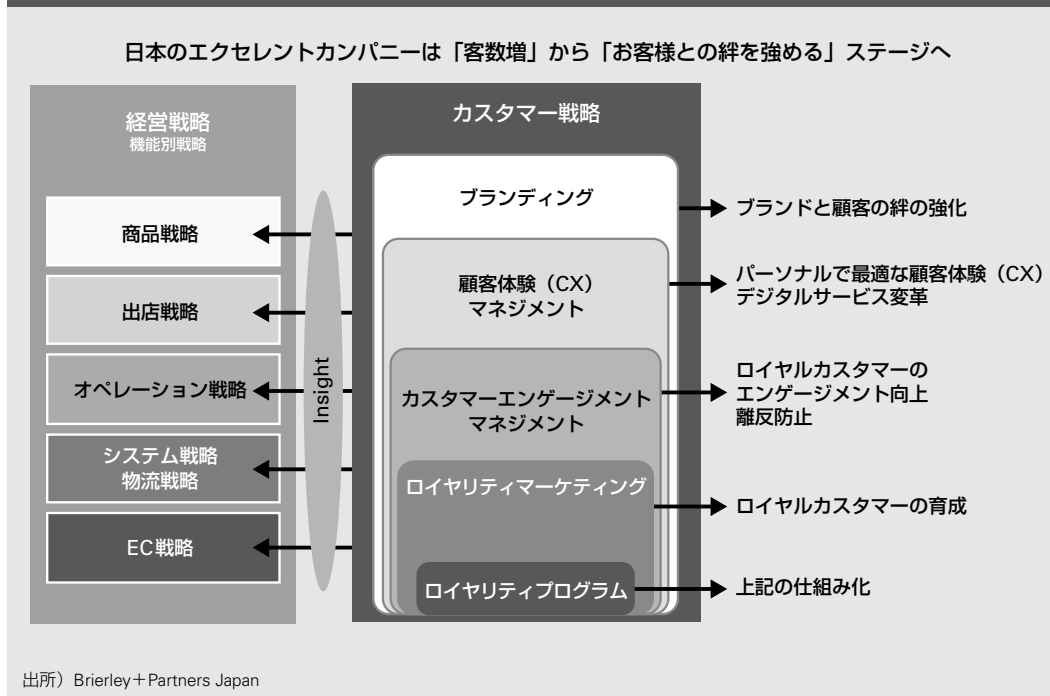 日本のエクセレントカンパニーは「客数増」から「お客様との絆を強める」ステージへ
経営戦略
機能別戦略
商品戦略
出店戦略
オペレーション戦略
システム戦略
物流戦略
EC戦略
Insight
カスタマー戦略
ブランディング
顧客体験（CX）
マネジメント
カスタマーエンゲージメント
マネジメント
ロイヤリティマーケティング
ロイヤリティプログラム
ブランドと顧客の絆の強化
パーソナルで最適な顧客体験（CX）
デジタルサービス変革
ロイヤルカスタマーの
エンゲージメント向上
離反防止
ロイヤルカスタマーの育成
上記の仕組み化
出所）Brierley＋Partners Japan